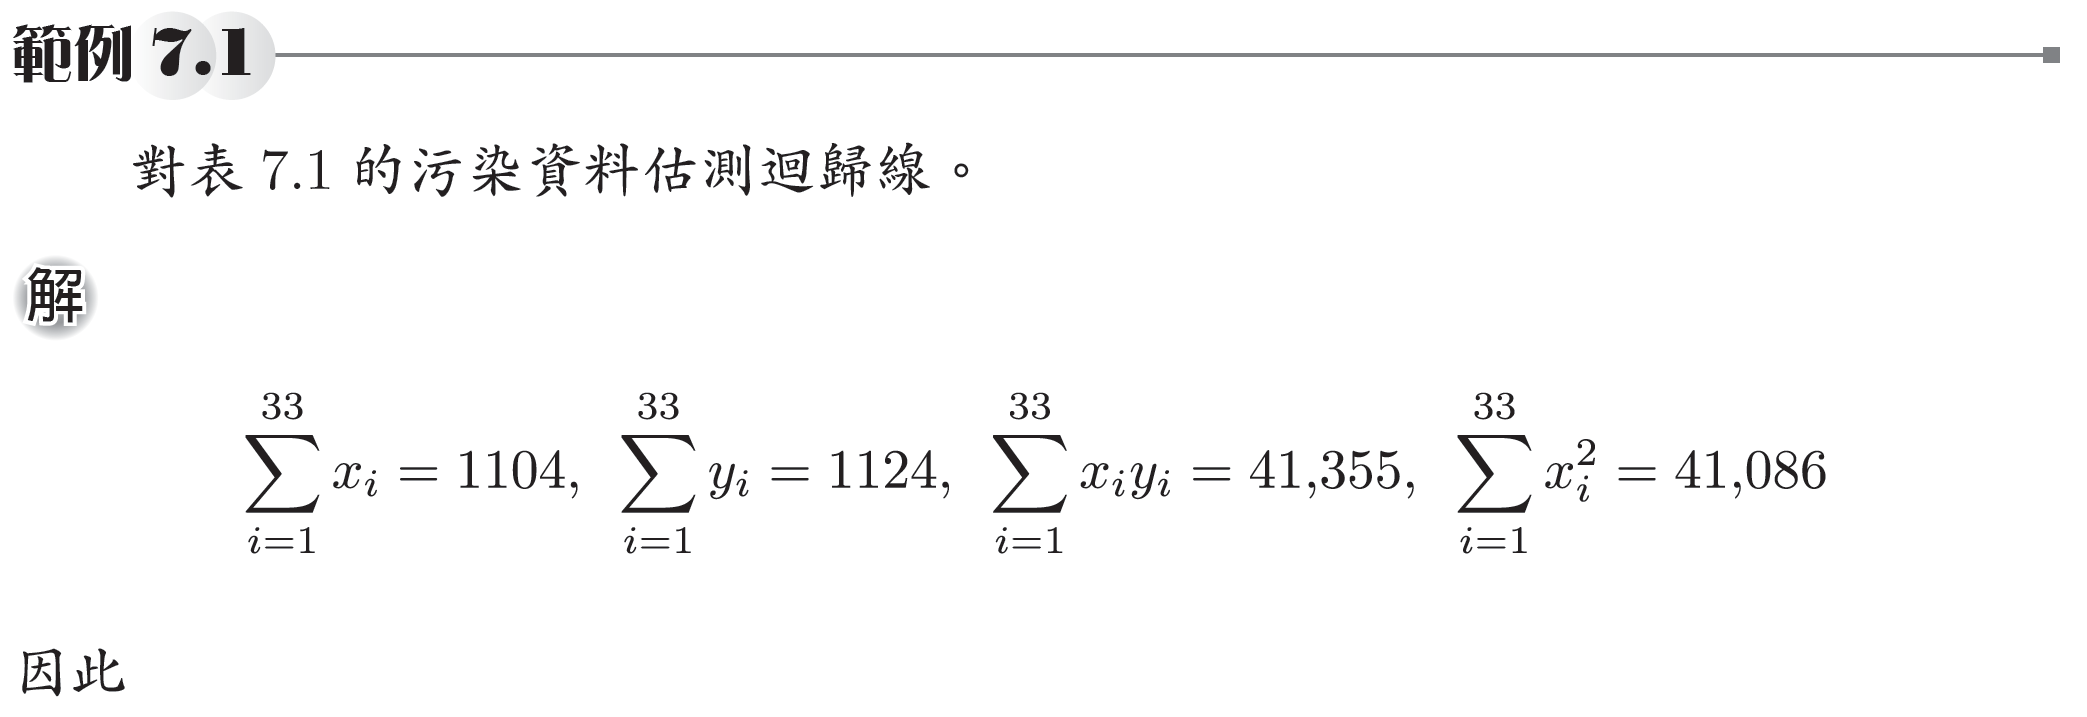 範例 7.1
對表 7.1 的污染資料估測迴歸線。
解
$\sum_{i=1}^{33} x_i = 1104, \ \sum_{i=1}^{33} y_i = 1124, \ \sum_{i=1}^{33} x_i y_i = 41,355, \ \sum_{i=1}^{33} x_i^2 = 41,086$
因此